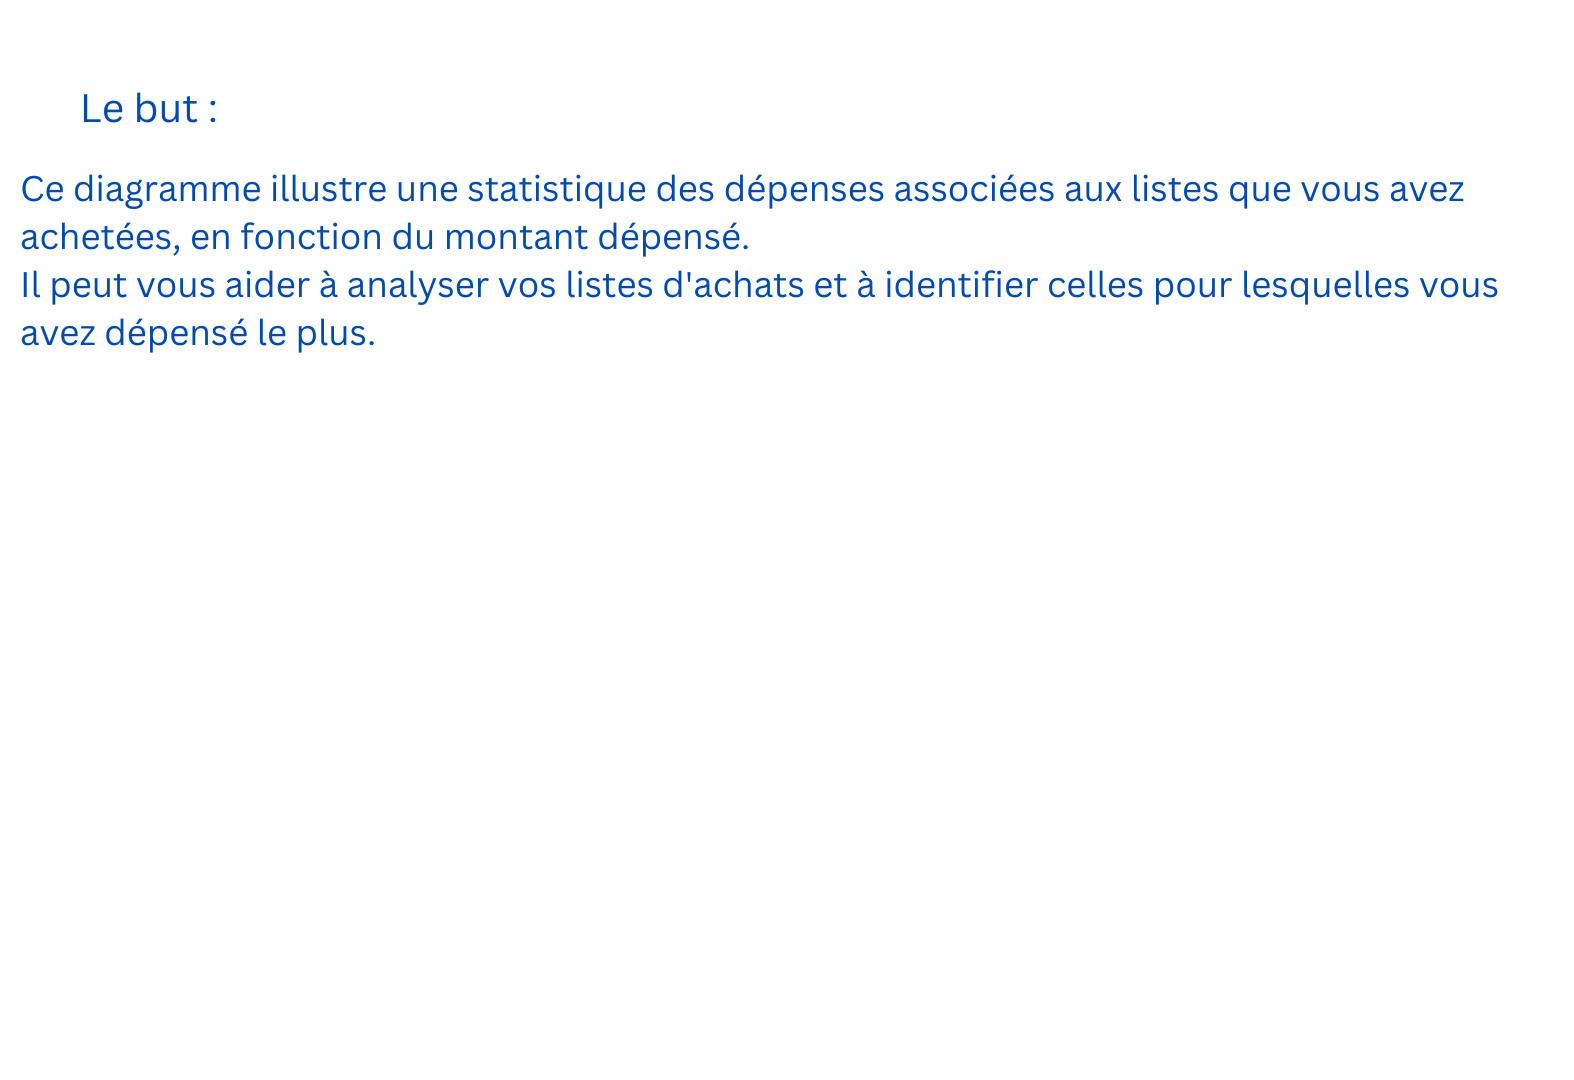 Le but :
Ce diagramme illustre une statistique des dépenses associées aux listes que vous avez
achetées, en fonction du montant dépensé.
Il peut vous aider à analyser vos listes d'achats et à identifier celles pour lesquelles vous
avez dépensé le plus.